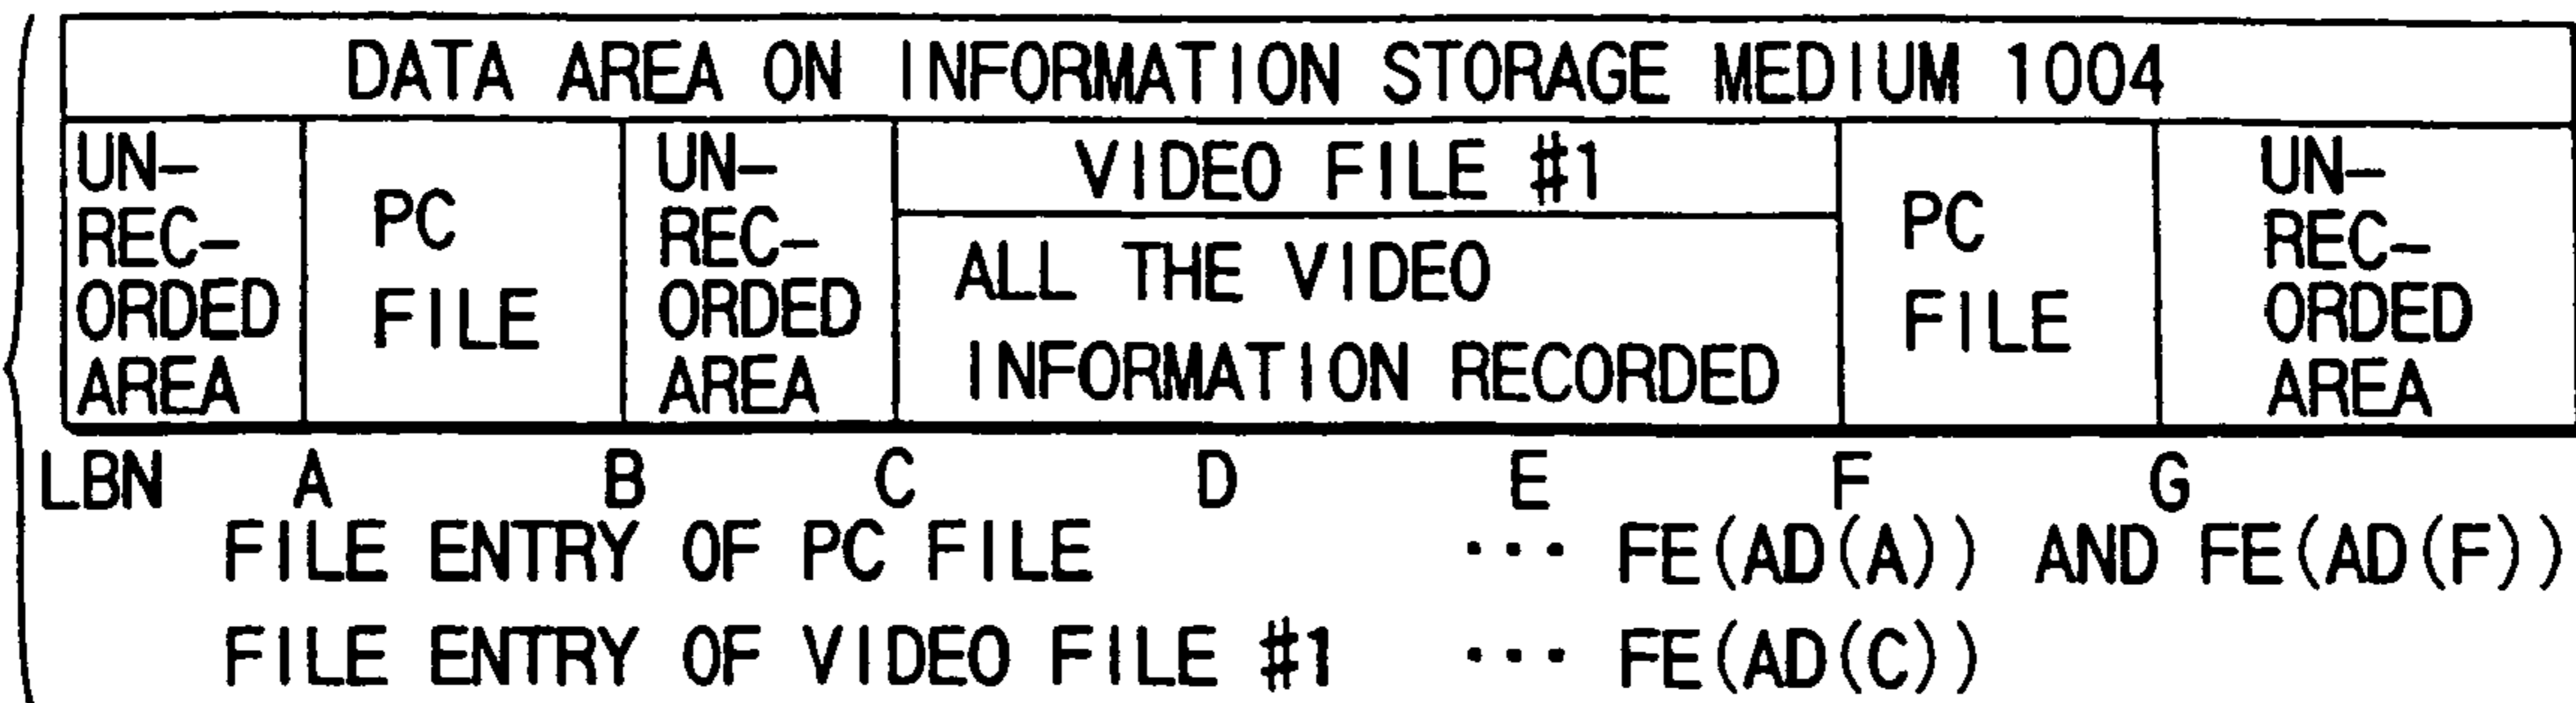 DATA AREA ON INFORMATION STORAGE MEDIUM 1004
UN-
REC-
ORDED
AREA
PC
FILE
UN-
REC-
ORDED
AREA
VIDEO FILE #1
ALL THE VIDEO
INFORMATION RECORDED
PC
FILE
UN-
REC-
ORDED
AREA
LBN A B C D E F G
FILE ENTRY OF PC FILE ··· FE(AD(A)) AND FE(AD(F))
FILE ENTRY OF VIDEO FILE #1 ··· FE(AD(C))